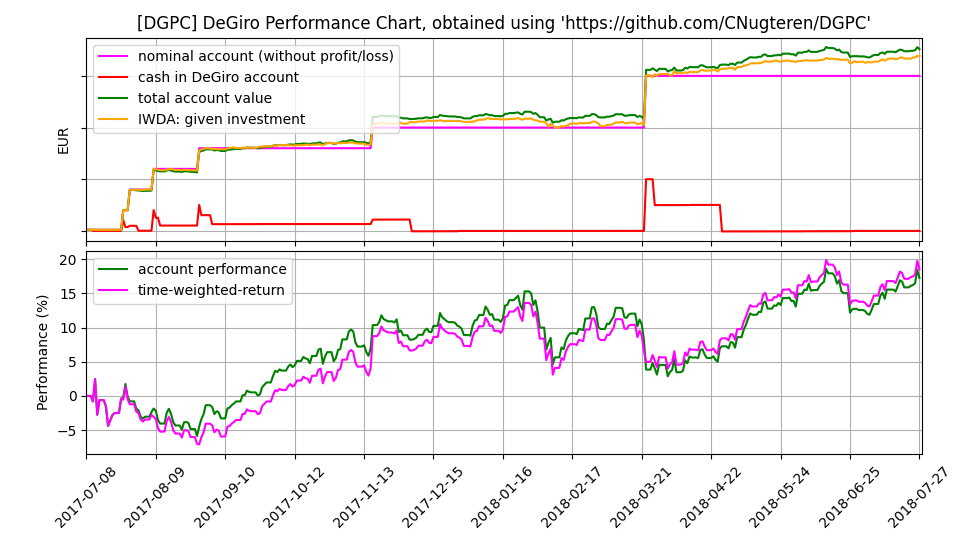 [DGPC] DeGiro Performance Chart, obtained using 'https://github.com/CNugteren/DGPC'
nominal account (without profit/loss)
cash in DeGiro account
total account value
IWDA: given investment
EUR
account performance
time-weighted-return
Performance (%)
20
15
10
5
0
−5
2017-07-08
2017-08-09
2017-09-10
2017-10-12
2017-11-13
2017-12-15
2018-01-16
2018-02-17
2018-03-21
2018-04-22
2018-05-24
2018-06-25
2018-07-27